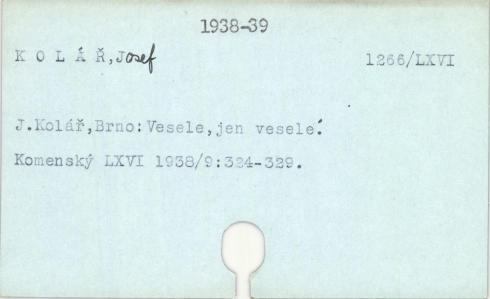 1938-39
K O L Á Ř,Josef
1266/LXVI
J.Kolář,Brno:Vesele,jen vesele!
Komenský LXVI 1938/9:324-329.